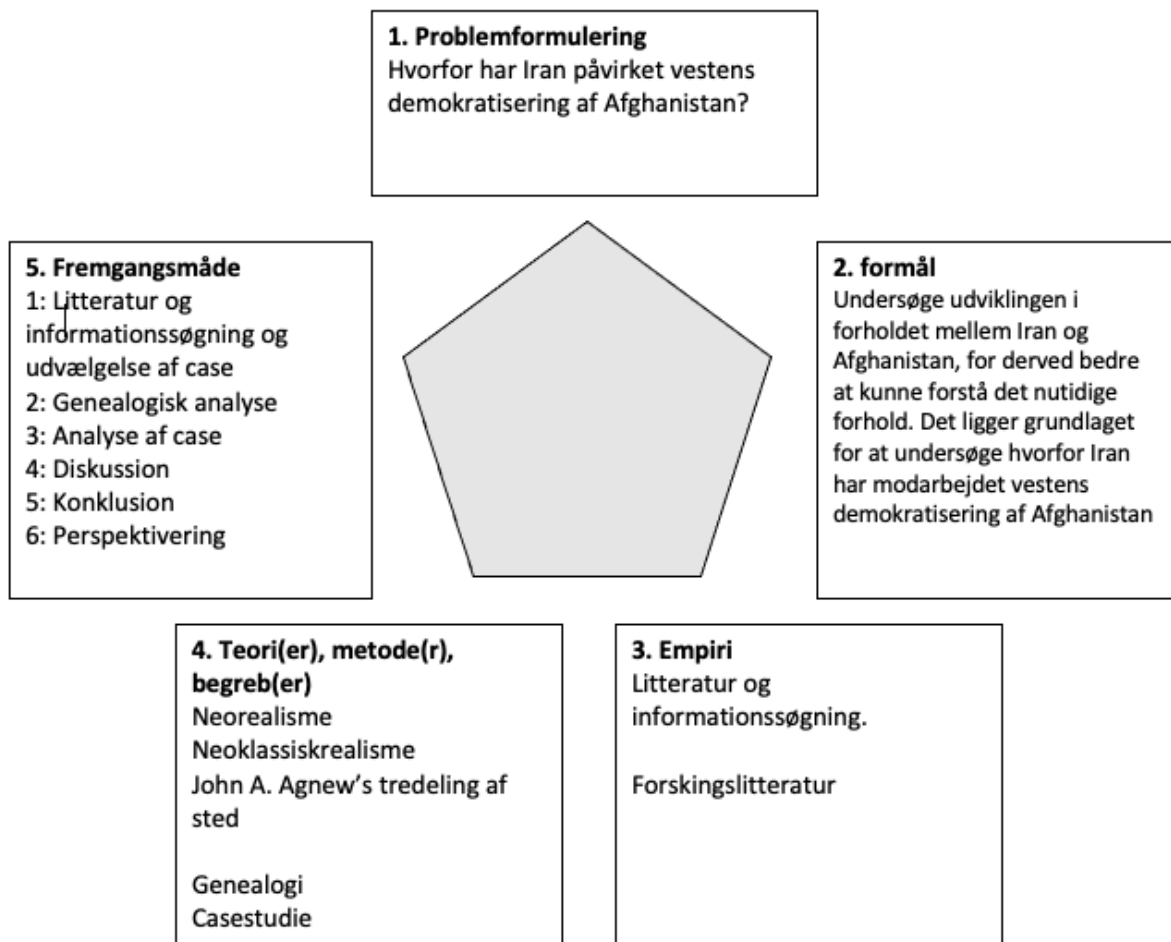 1. Problemformulering
Hvorfor har Iran påvirket vestens
demokratisering af Afghanistan?
2. formål
Undersøge udviklingen i
forholdet mellem Iran og
Afghanistan, for derved bedre
at kunne forstå det nutidige
forhold. Det ligger grundlaget
for at undersøge hvorfor Iran
har modarbejdet vestens
demokratisering af Afghanistan
3. Empiri
Litteratur og
informationssøgning.
Forskingslitteratur
4. Teori(er), metode(r),
begreb(er)
Neorealisme
Neoklassiskrealisme
John A. Agnew's tredeling af
sted
Genealogi
Casestudie
5. Fremgangsmåde
1: Litteratur og
informationssøgning og
udvælgelse af case
2: Genealogisk analyse
3: Analyse af case
4: Diskussion
5: Konklusion
6: Perspektivering